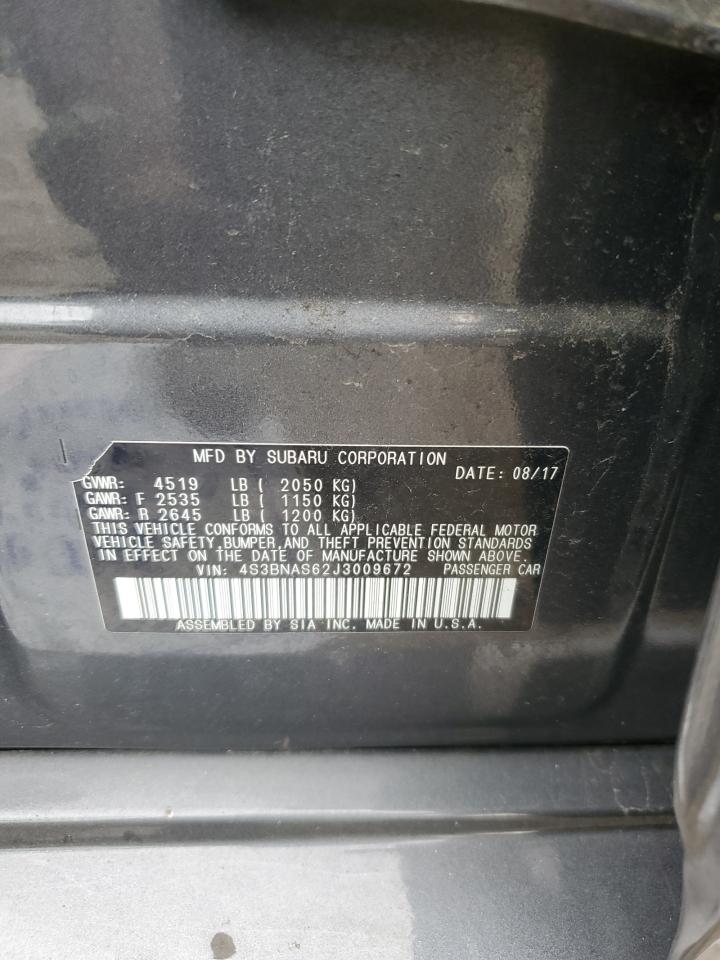 MFD BY SUBARU CORPORATION
DATE: 08/17
GVWR: 4519 LB ( 2050 KG)
GAWR: F 2535 LB ( 1150 KG)
GAWR: R 2645 LB ( 1200 KG)
THIS VEHICLE CONFORMS TO ALL APPLICABLE FEDERAL MOTOR
VEHICLE SAFETY, BUMPER, AND THEFT PREVENTION STANDARDS
IN EFFECT ON THE DATE OF MANUFACTURE SHOWN ABOVE.
VIN: 4S3BNAS62J3009672 PASSENGER CAR
ASSEMBLED BY SIA INC. MADE IN U.S.A.